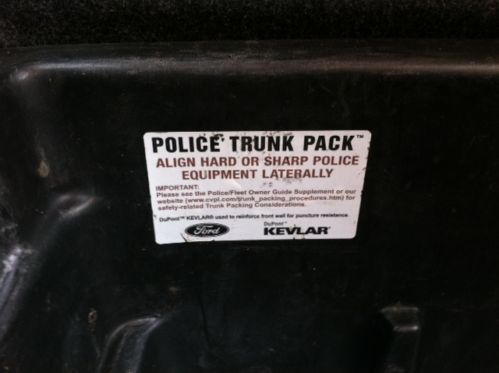 POLICE TRUNK PACK™
ALIGN HARD OR SHARP POLICE
EQUIPMENT LATERALLY
IMPORTANT:
Please see the Police/Fleet Owner Guide Supplement or our
website (www.cvpi.com/trunk_packing_procedures.htm) for
safety-related Trunk Packing Considerations.
DuPont™ KEVLAR® used to reinforce front wall for puncture resistance
Ford
DuPont™
KEVLAR®